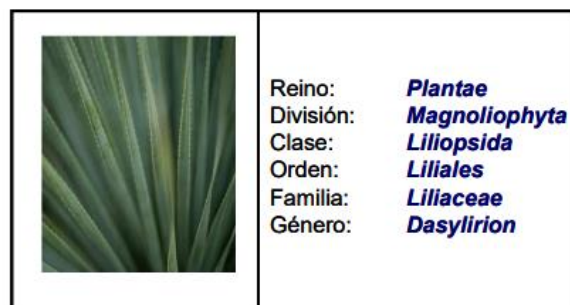 Reino: Plantae
División: Magnoliophyta
Clase: Liliopsida
Orden: Liliales
Familia: Liliaceae
Género: Dasylirion